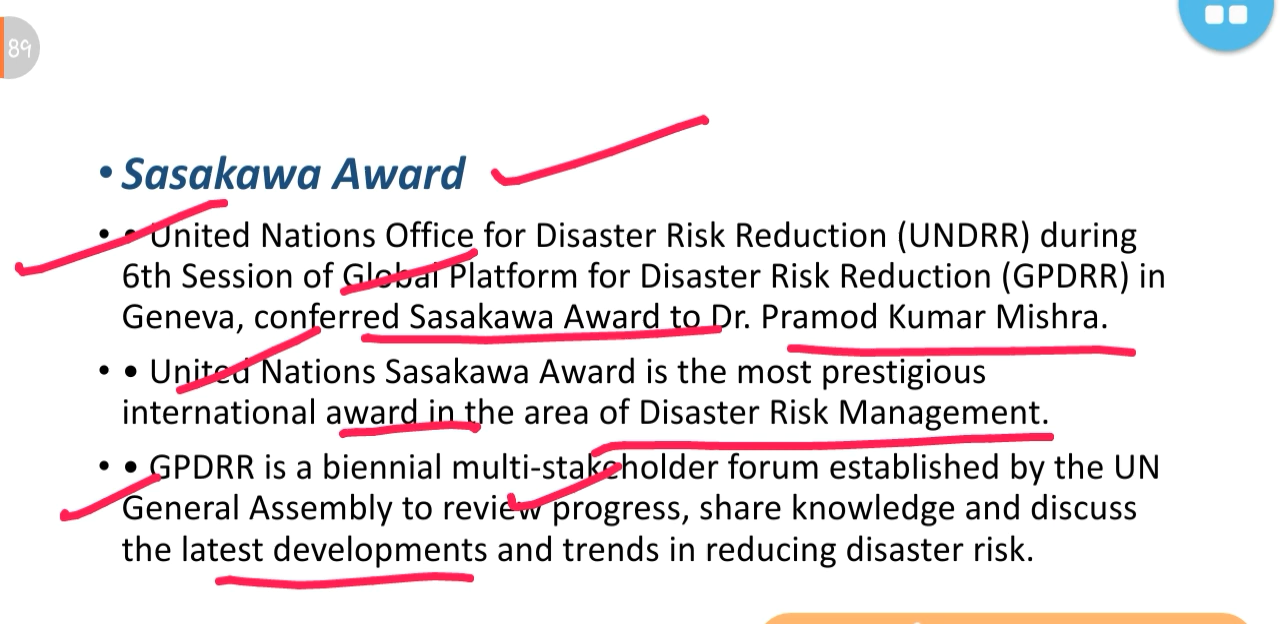 89
• Sasakawa Award
• • United Nations Office for Disaster Risk Reduction (UNDRR) during
6th Session of Global Platform for Disaster Risk Reduction (GPDRR) in
Geneva, conferred Sasakawa Award to Dr. Pramod Kumar Mishra.
• • United Nations Sasakawa Award is the most prestigious
international award in the area of Disaster Risk Management.
• • GPDRR is a biennial multi-stakeholder forum established by the UN
General Assembly to review progress, share knowledge and discuss
the latest developments and trends in reducing disaster risk.